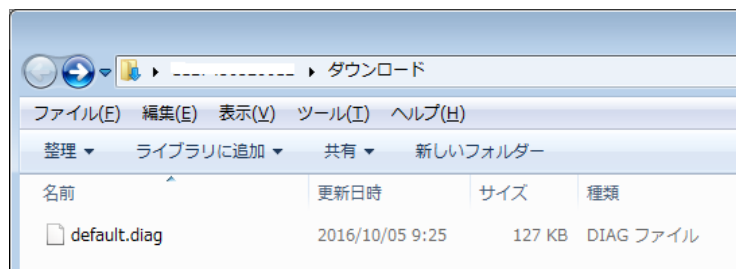 ダウンロード
ファイル(F) 編集(E) 表示(V) ツール(T) ヘルプ(H)
整理 ライブラリに追加 共有 新しいフォルダー
名前 更新日時 サイズ 種類
default.diag 2016/10/05 9:25 127 KB DIAG ファイル